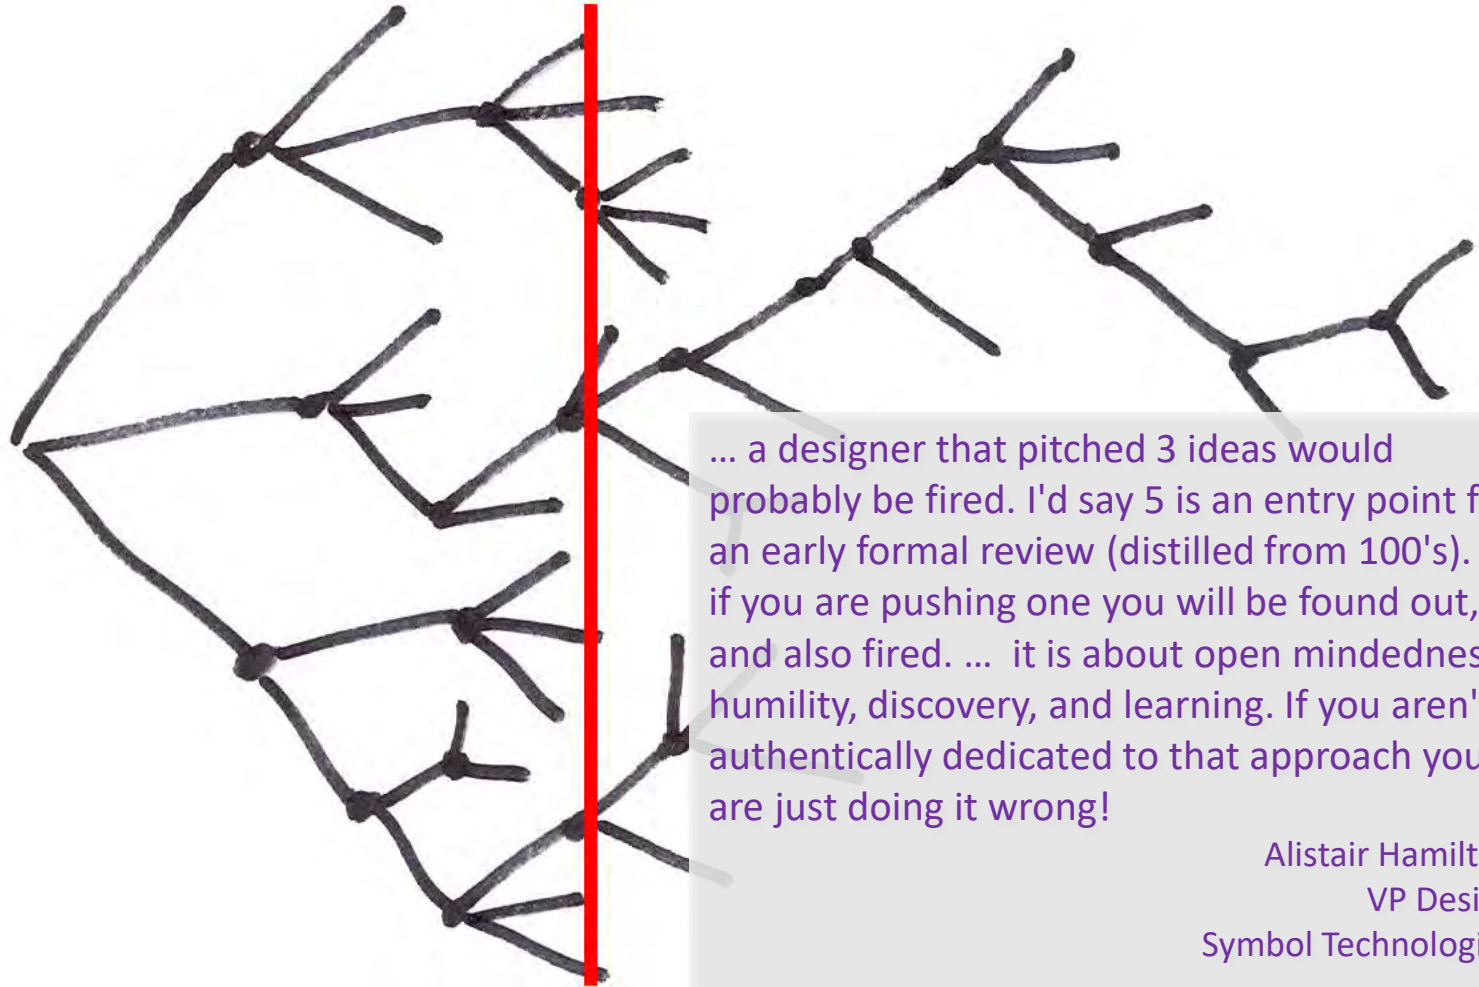 ... a designer that pitched 3 ideas would
probably be fired. I'd say 5 is an entry point f
an early formal review (distilled from 100's).
if you are pushing one you will be found out,
and also fired. ... it is about open mindednes
humility, discovery, and learning. If you aren'
authentically dedicated to that approach you
are just doing it wrong!
Alistair Hamilt
VP Desi
Symbol Technologi